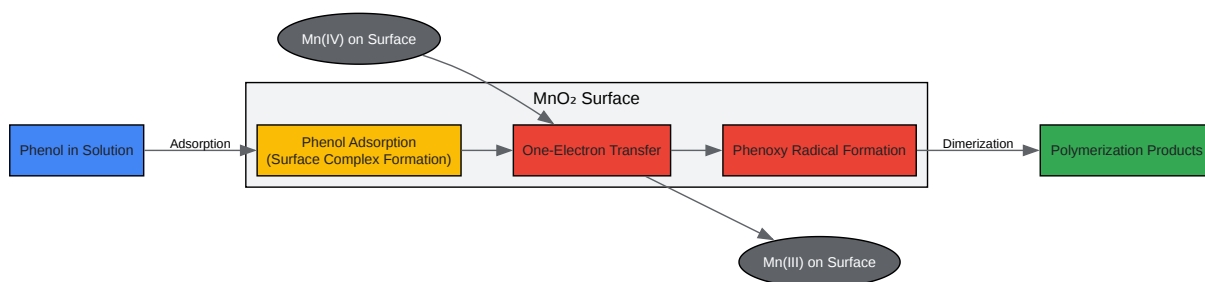 Mn(IV) on Surface
MnO₂ Surface
Phenol in Solution
Adsorption
Phenol Adsorption
(Surface Complex Formation)
One-Electron Transfer
Phenoxy Radical Formation
Dimerization
Polymerization Products
Mn(III) on Surface